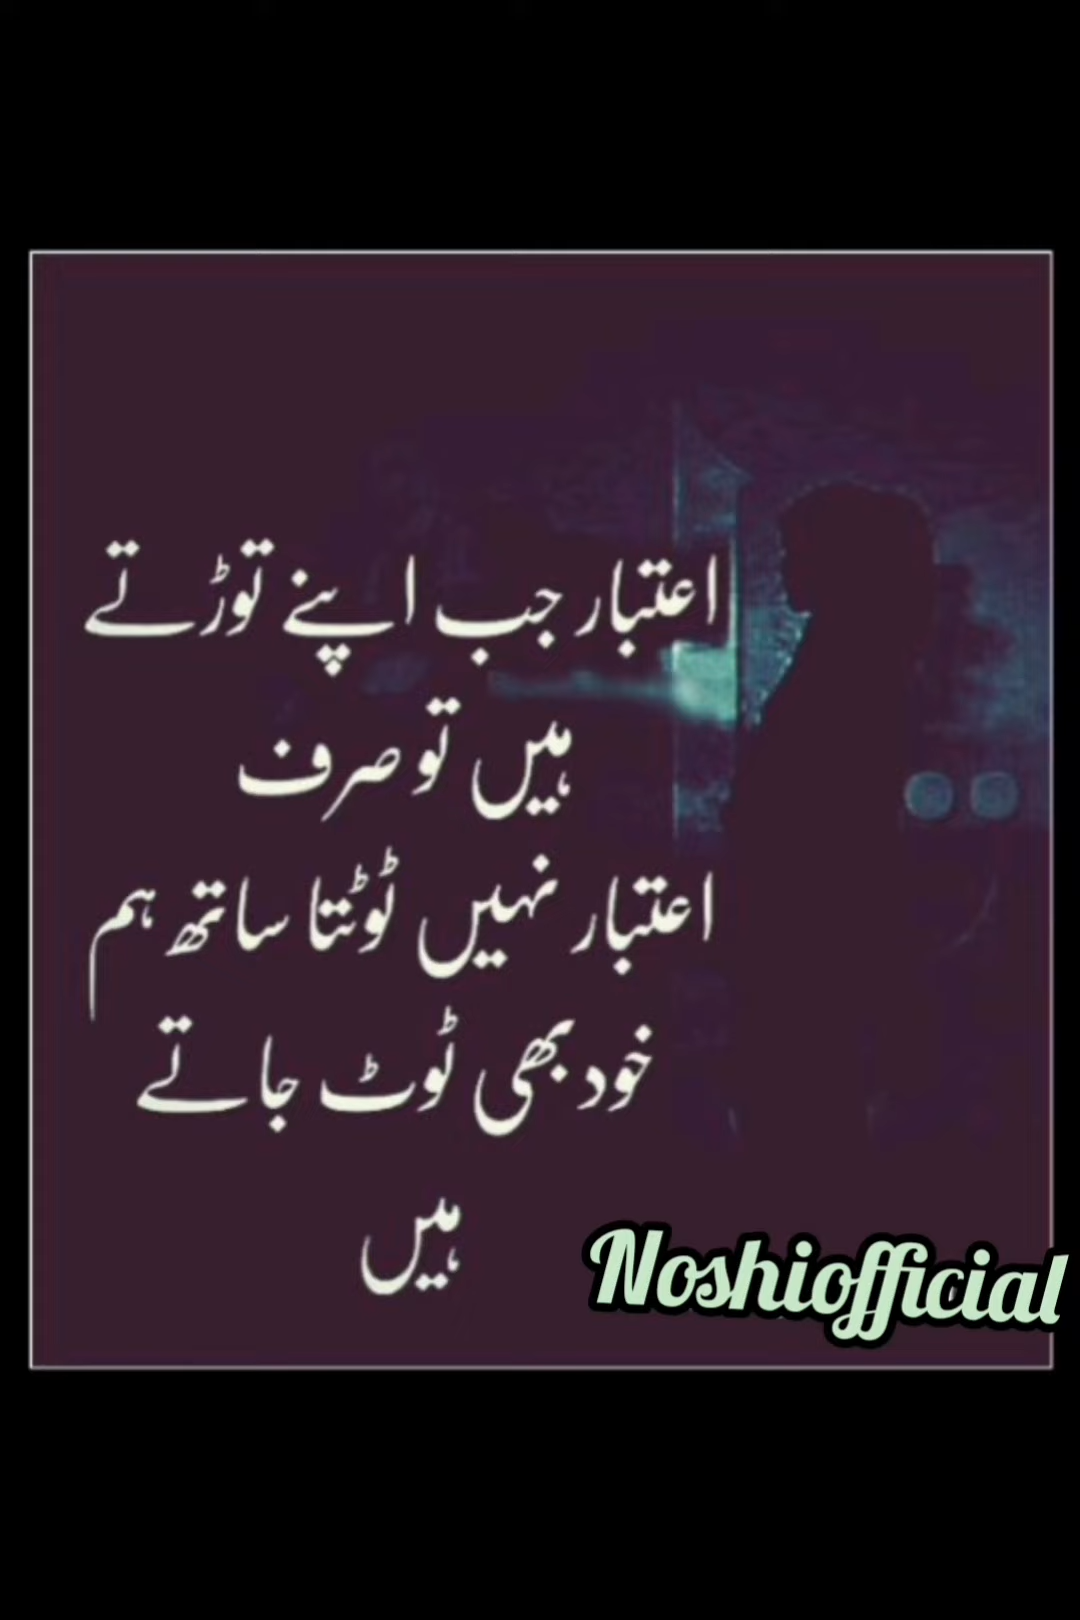 اعتبار جب اپنے توڑتے
ہیں تو صرف
اعتبار نہیں ٹوٹتا ساتھ ہم
خود بھی ٹوٹ جاتے
ہیں
Noshiofficial